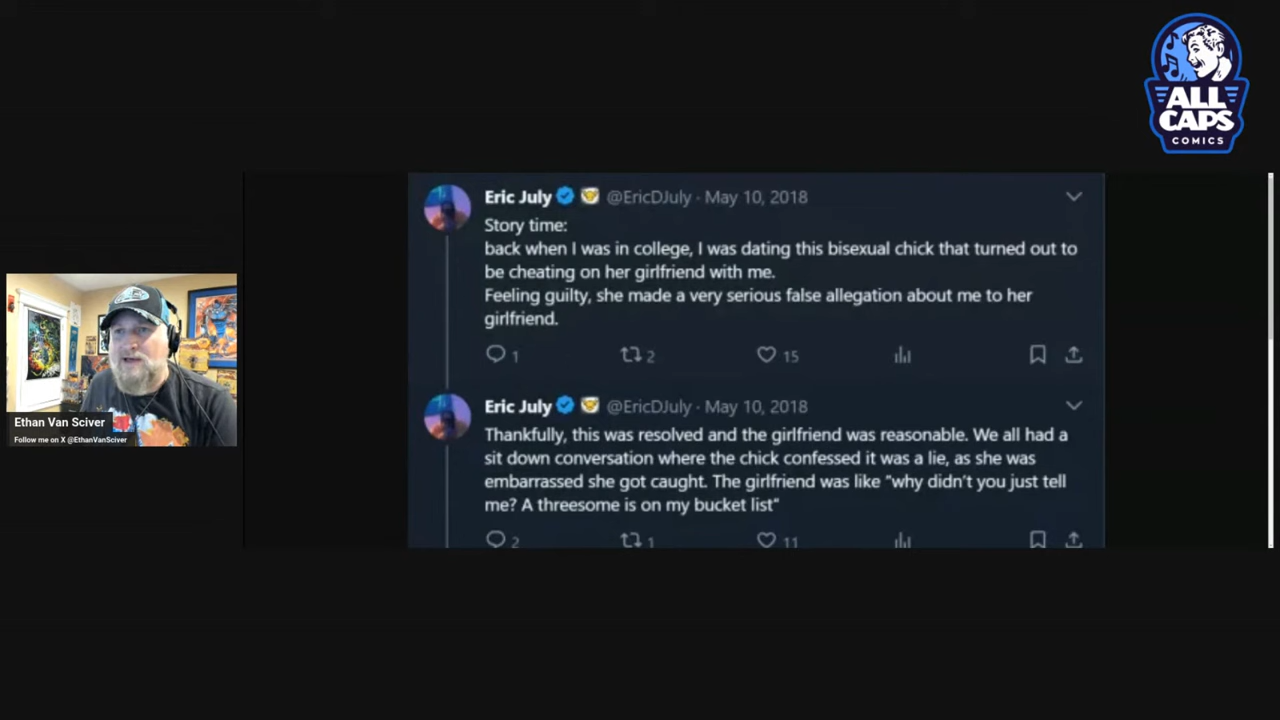 ALL
CAPS
COMICS
Eric July @EricDJuly · May 10, 2018
Story time:
back when I was in college, I was dating this bisexual chick that turned out to
be cheating on her girlfriend with me.
Feeling guilty, she made a very serious false allegation about me to her
girlfriend.
1 2 15
Eric July @EricDJuly · May 10, 2018
Thankfully, this was resolved and the girlfriend was reasonable. We all had a
sit down conversation where the chick confessed it was a lie, as she was
embarrassed she got caught. The girlfriend was like "why didn't you just tell
me? A threesome is on my bucket list"
2 1 11
Ethan Van Sciver
Follow me on X @EthanVanSciver